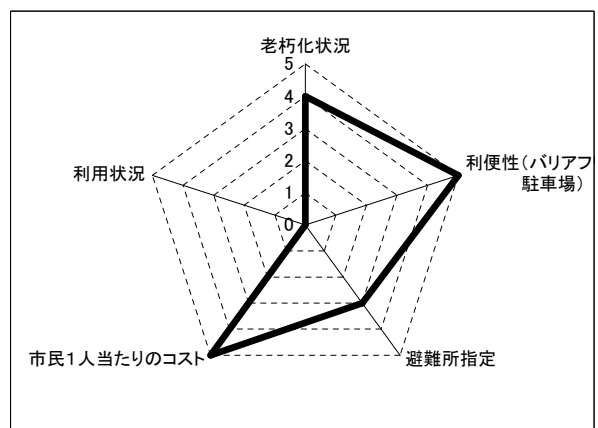 老朽化状況
5
4
3
2
1
0
利便性(バリアフ
駐車場)
利用状況
市民1人当たりのコスト
避難所指定